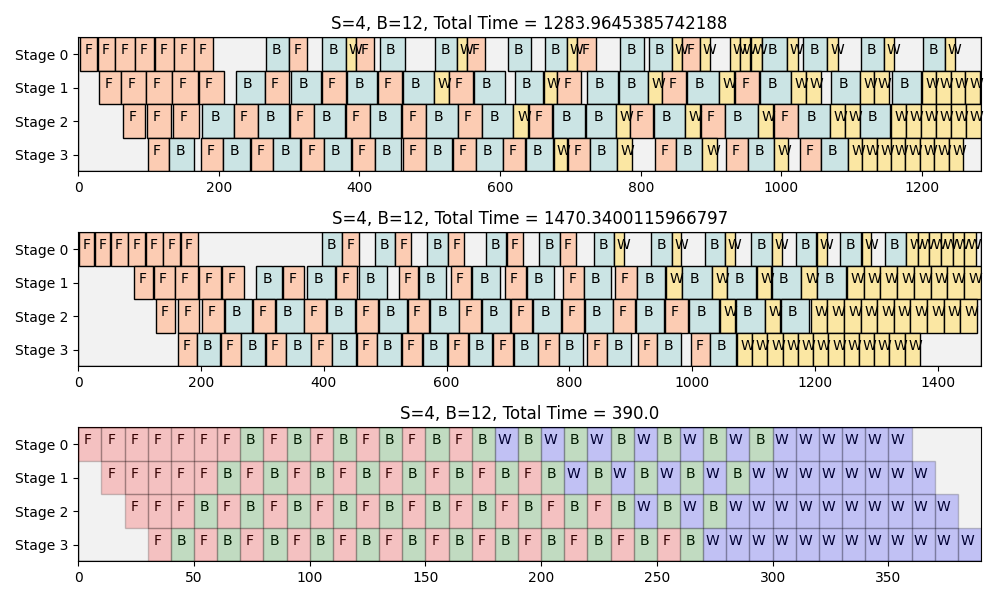 S=4, B=12, Total Time = 1283.9645385742188
Stage 0 F F F F F F F B F B W F B B W F B B W F B B W F W W W W B W B W B W B W
Stage 1 F F F F F B F B F B F B W F B B W F B B W F B W F B W W B W W B W W W W
Stage 2 F F F B F B F B F B F B F B W F B B W F B W F B W F B W W B W W W W W W
Stage 3 F B F B F B F B F B F B F B F B W F B W F B W F B W F B W W W W W W W W
0 200 400 600 800 1000 1200
S=4, B=12, Total Time = 1470.3400115966797
Stage 0 F F F F F F F B F B F B F B F B F B W B W B W B W B W B W B W W W W W W
Stage 1 F F F F F B F B F B F B F B F B F B F B W B W B W B W B W W W W W W W W
Stage 2 F F F B F B F B F B F B F B F B F B F B F B W B W B W W W W W W W W W W
Stage 3 F B F B F B F B F B F B F B F B F B F B F B F B W W W W W W W W W W W W
0 200 400 600 800 1000 1200 1400
S=4, B=12, Total Time = 390.0
Stage 0 F F F F F F F B F B F B F B F B F B W B W B W B W B W B W B W W W W W W
Stage 1 F F F F F B F B F B F B F B F B F B F B W B W B W B W B W W W W W W W W
Stage 2 F F F B F B F B F B F B F B F B F B F B F B W B W B W W W W W W W W W W
Stage 3 F B F B F B F B F B F B F B F B F B F B F B F B W W W W W W W W W W W W
0 50 100 150 200 250 300 350